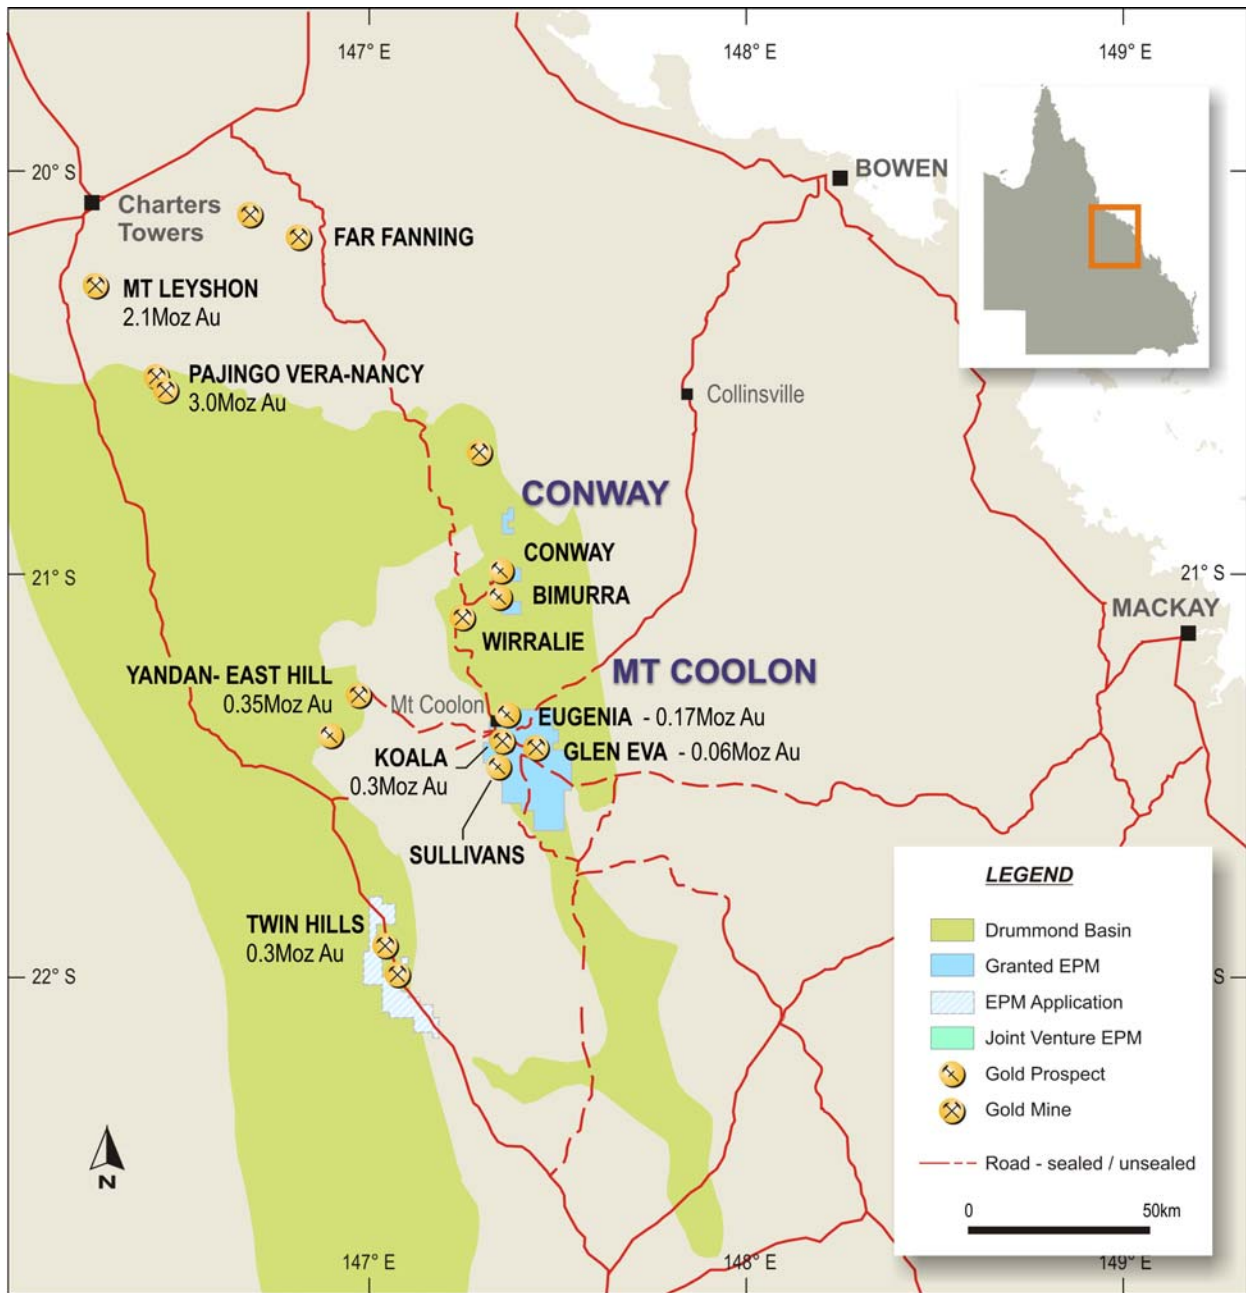 147° E
148° E
149° E
20° S
BOWEN
Charters
Towers
FAR FANNING
MT LEYSHON
2.1Moz Au
PAJINGO VERA-NANCY
3.0Moz Au
Collinsville
CONWAY
CONWAY
21° S
21° S
BIMURRA
MACKAY
WIRRALIE
YANDAN- EAST HILL
0.35Moz Au
MT COOLON
Mt Coolon
EUGENIA - 0.17Moz Au
KOALA
0.3Moz Au
GLEN EVA - 0.06Moz Au
SULLIVANS
TWIN HILLS
0.3Moz Au
22° S
S
LEGEND
Drummond Basin
Granted EPM
EPM Application
Joint Venture EPM
Gold Prospect
Gold Mine
Road - sealed / unsealed
0 50km
N
147° E
148° E
149° E